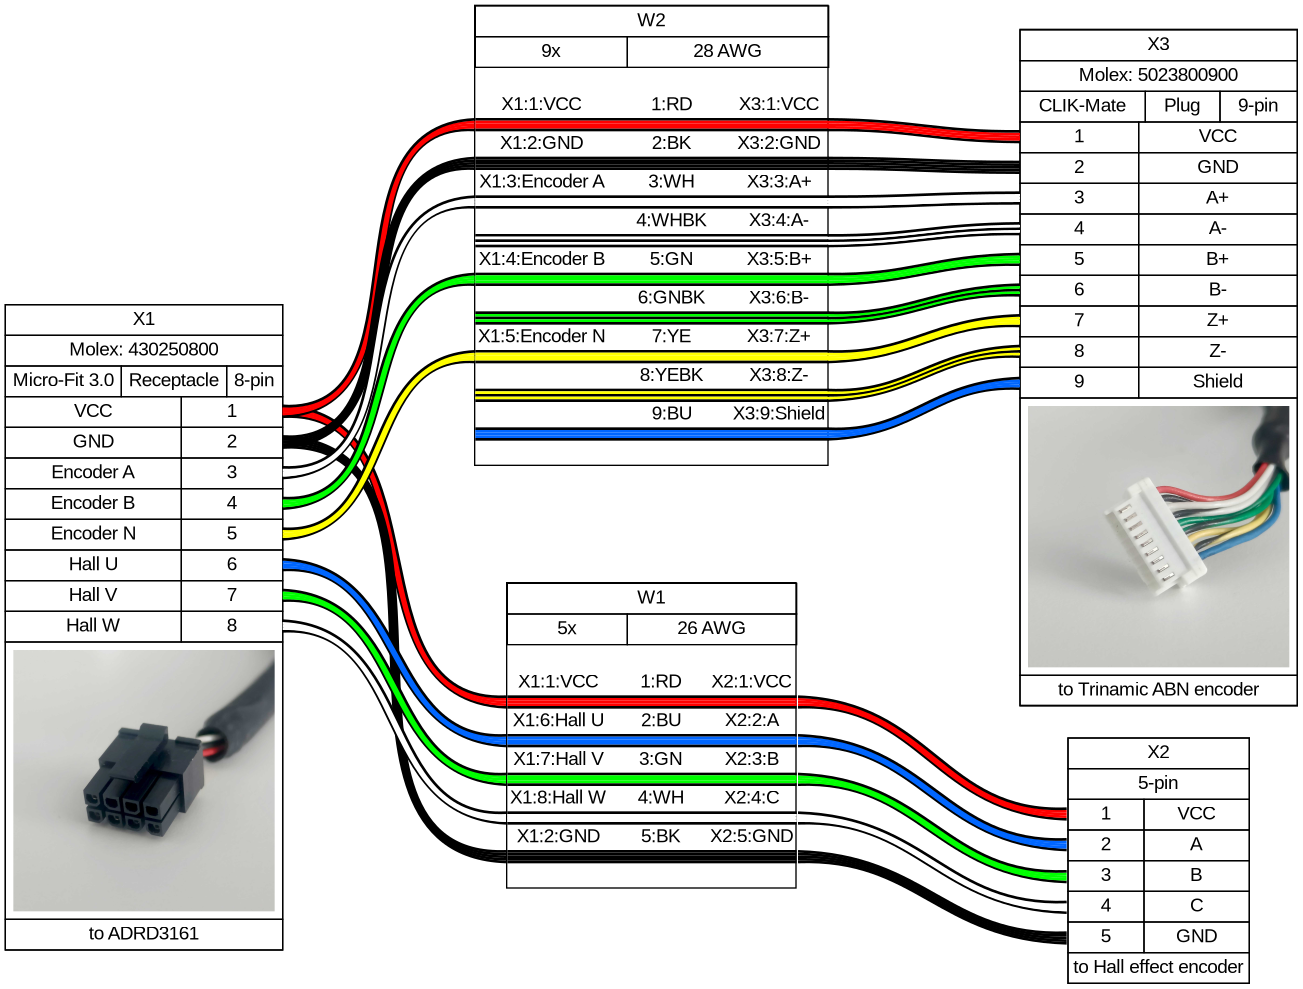 W2
9x 28 AWG
X1:1:VCC 1:RD X3:1:VCC
X1:2:GND 2:BK X3:2:GND
X1:3:Encoder A 3:WH X3:3:A+
4:WHBK X3:4:A-
X1:4:Encoder B 5:GN X3:5:B+
6:GNBK X3:6:B-
X1:5:Encoder N 7:YE X3:7:Z+
8:YEBK X3:8:Z-
9:BU X3:9:Shield
X3
Molex: 5023800900
CLIK-Mate Plug 9-pin
1 VCC
2 GND
3 A+
4 A-
5 B+
6 B-
7 Z+
8 Z-
9 Shield
to Trinamic ABN encoder
X1
Molex: 430250800
Micro-Fit 3.0 Receptacle 8-pin
VCC 1
GND 2
Encoder A 3
Encoder B 4
Encoder N 5
Hall U 6
Hall V 7
Hall W 8
to ADRD3161
W1
5x 26 AWG
X1:1:VCC 1:RD X2:1:VCC
X1:6:Hall U 2:BU X2:2:A
X1:7:Hall V 3:GN X2:3:B
X1:8:Hall W 4:WH X2:4:C
X1:2:GND 5:BK X2:5:GND
X2
5-pin
1 VCC
2 A
3 B
4 C
5 GND
to Hall effect encoder